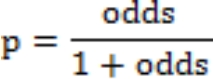 p = odds / 1 + odds